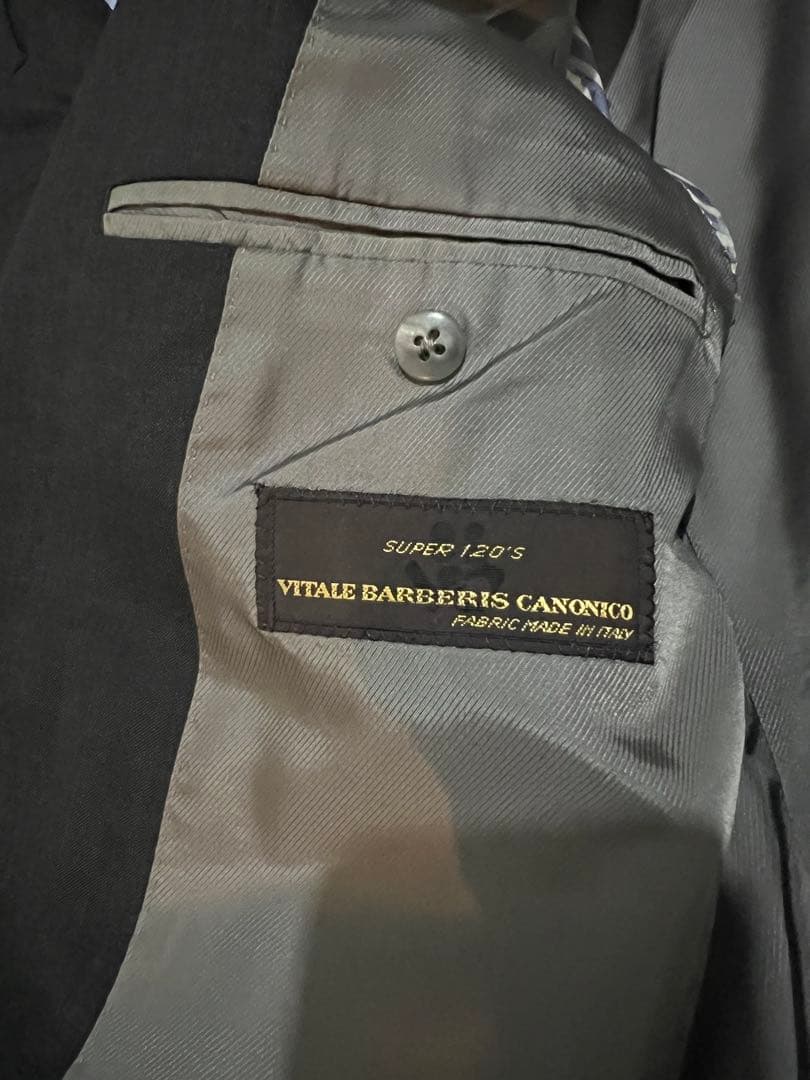 SUPER 120'S
VITALE BARBERIS CANONICO
FABRIC MADE IN ITALY